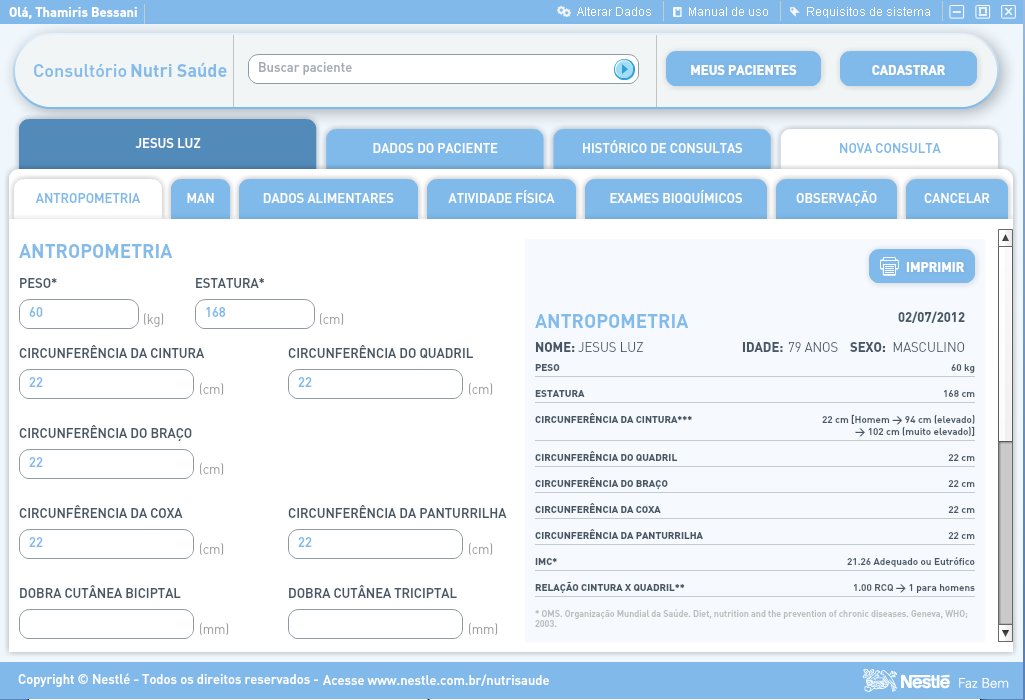 Olá, Thamiris Bessani
Alterar Dados
Manual de uso
Requisitos de sistema
Consultório Nutri Saúde
Buscar paciente
MEUS PACIENTES
CADASTRAR
JESUS LUZ
DADOS DO PACIENTE
HISTÓRICO DE CONSULTAS
NOVA CONSULTA
ANTROPOMETRIA
MAN
DADOS ALIMENTARES
ATIVIDADE FÍSICA
EXAMES BIOQUÍMICOS
OBSERVAÇÃO
CANCELAR
ANTROPOMETRIA
PESO* ESTATURA*
60 (kg) 168 (cm)
CIRCUNFERÊNCIA DA CINTURA CIRCUNFERÊNCIA DO QUADRIL
22 (cm) 22 (cm)
CIRCUNFERÊNCIA DO BRAÇO
22 (cm)
CIRCUNFÊRENCIA DA COXA CIRCUNFERÊNCIA DA PANTURRILHA
22 (cm) 22 (cm)
DOBRA CUTÂNEA BICIPTAL DOBRA CUTÂNEA TRICIPTAL
(mm) (mm)
IMPRIMIR
ANTROPOMETRIA 02/07/2012
NOME: JESUS LUZ IDADE: 79 ANOS SEXO: MASCULINO
PESO 60 kg
ESTATURA 168 cm
CIRCUNFERÊNCIA DA CINTURA*** 22 cm [Homem → 94 cm (elevado)
→ 102 cm (muito elevado)]
CIRCUNFERÊNCIA DO QUADRIL 22 cm
CIRCUNFERÊNCIA DO BRAÇO 22 cm
CIRCUNFERÊNCIA DA COXA 22 cm
CIRCUNFERÊNCIA DA PANTURRILHA 22 cm
IMC* 21.26 Adequado ou Eutrófico
RELAÇÃO CINTURA X QUADRIL** 1.00 RCQ → 1 para homens
* OMS. Organização Mundial da Saúde. Diet, nutrition and the prevention of chronic diseases. Geneva, WHO;
2003.
Copyright © Nestlé - Todos os direitos reservados - Acesse www.nestle.com.br/nutrisaude
Nestlé Faz Bem